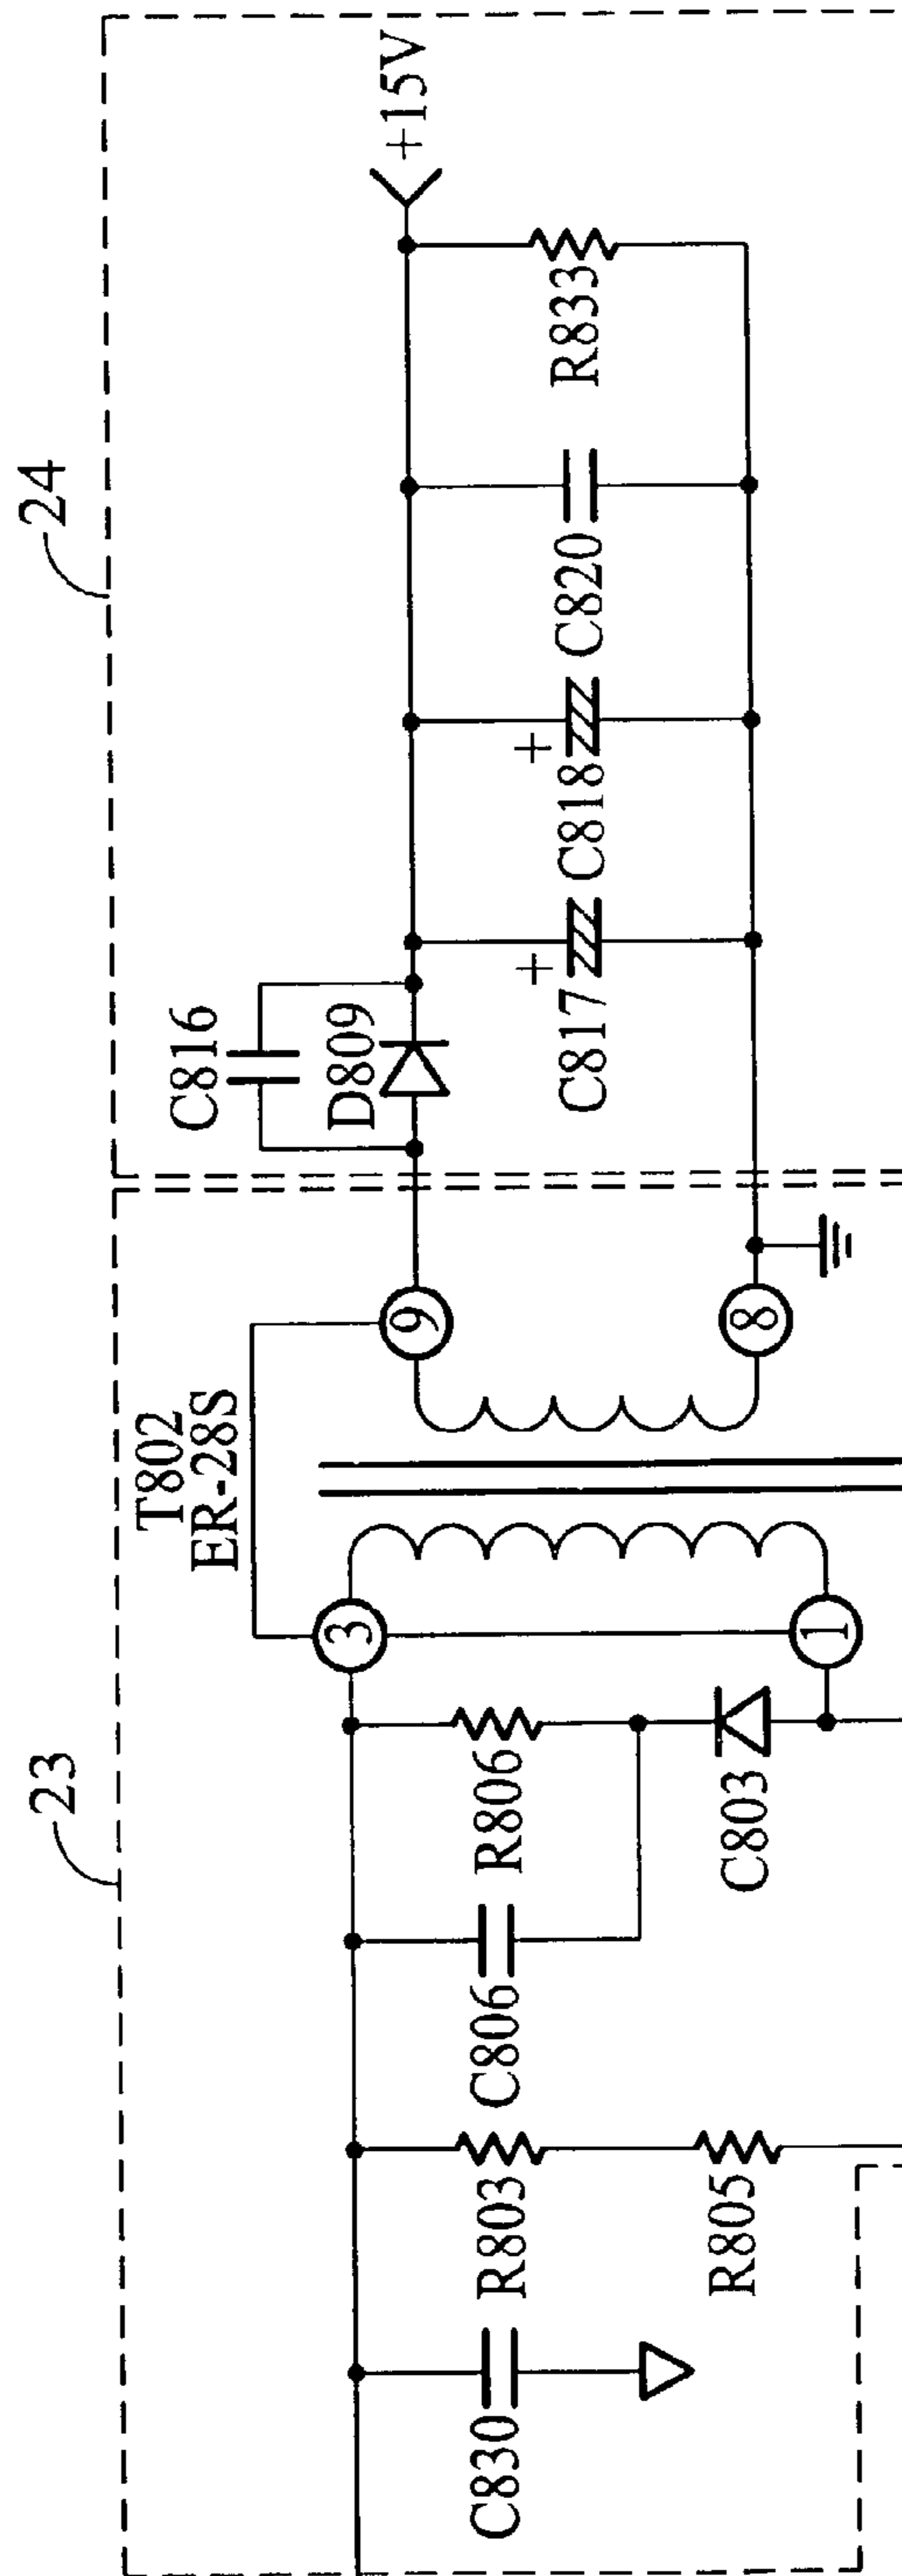 23
24
T802
ER-28S
C816
D809
+15V
3
9
1
8
C830
R803
R805
C806
R806
C803
+
C817
+
C818
C820
R833